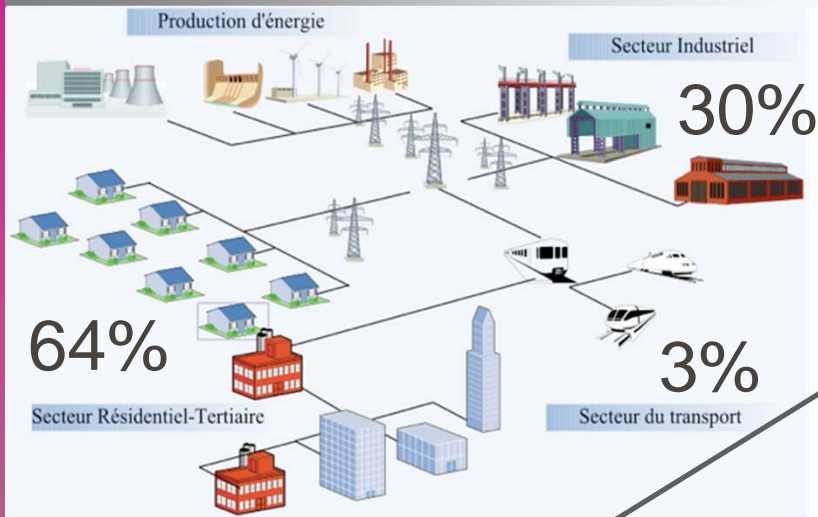 Production d'énergie
Secteur Industriel
30%
64%
3%
Secteur Résidentiel-Tertiaire
Secteur du transport